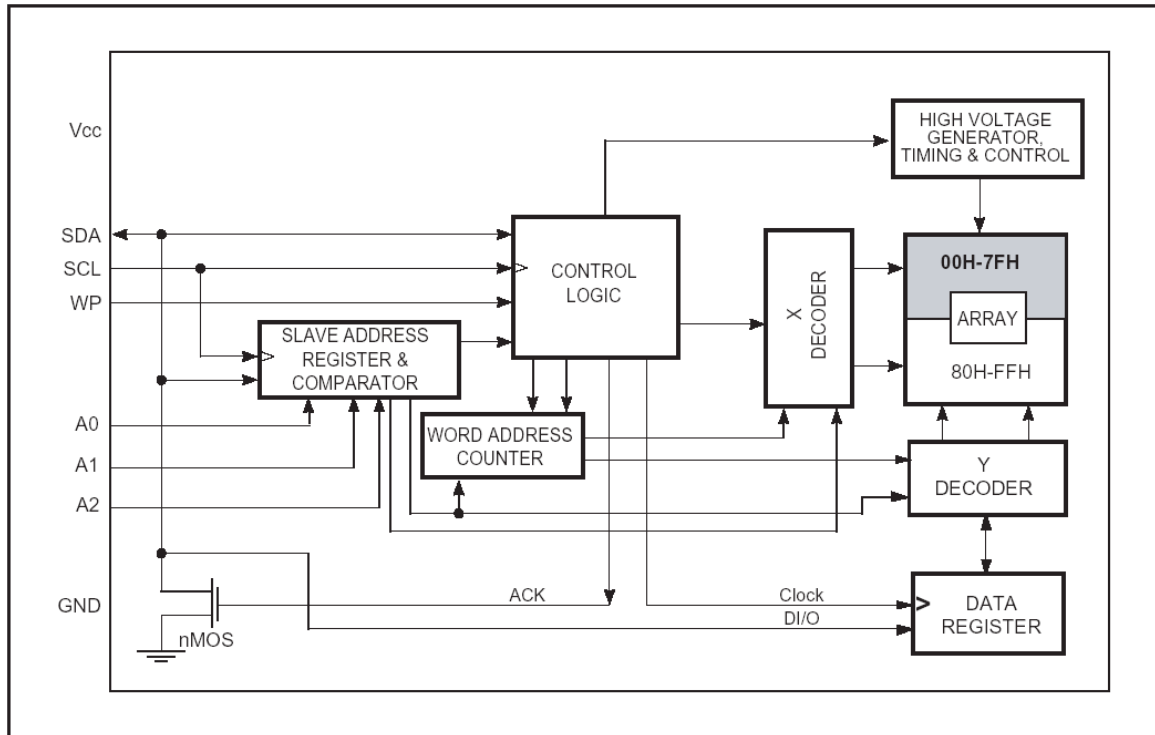 HIGH VOLTAGE
GENERATOR,
TIMING & CONTROL
Vcc
SDA
SCL
WP
CONTROL
LOGIC
X
DECODER
00H-7FH
ARRAY
80H-FFH
SLAVE ADDRESS
REGISTER &
COMPARATOR
A0
A1
A2
WORD ADDRESS
COUNTER
Y
DECODER
GND
nMOS
ACK
Clock
DI/O
DATA
REGISTER